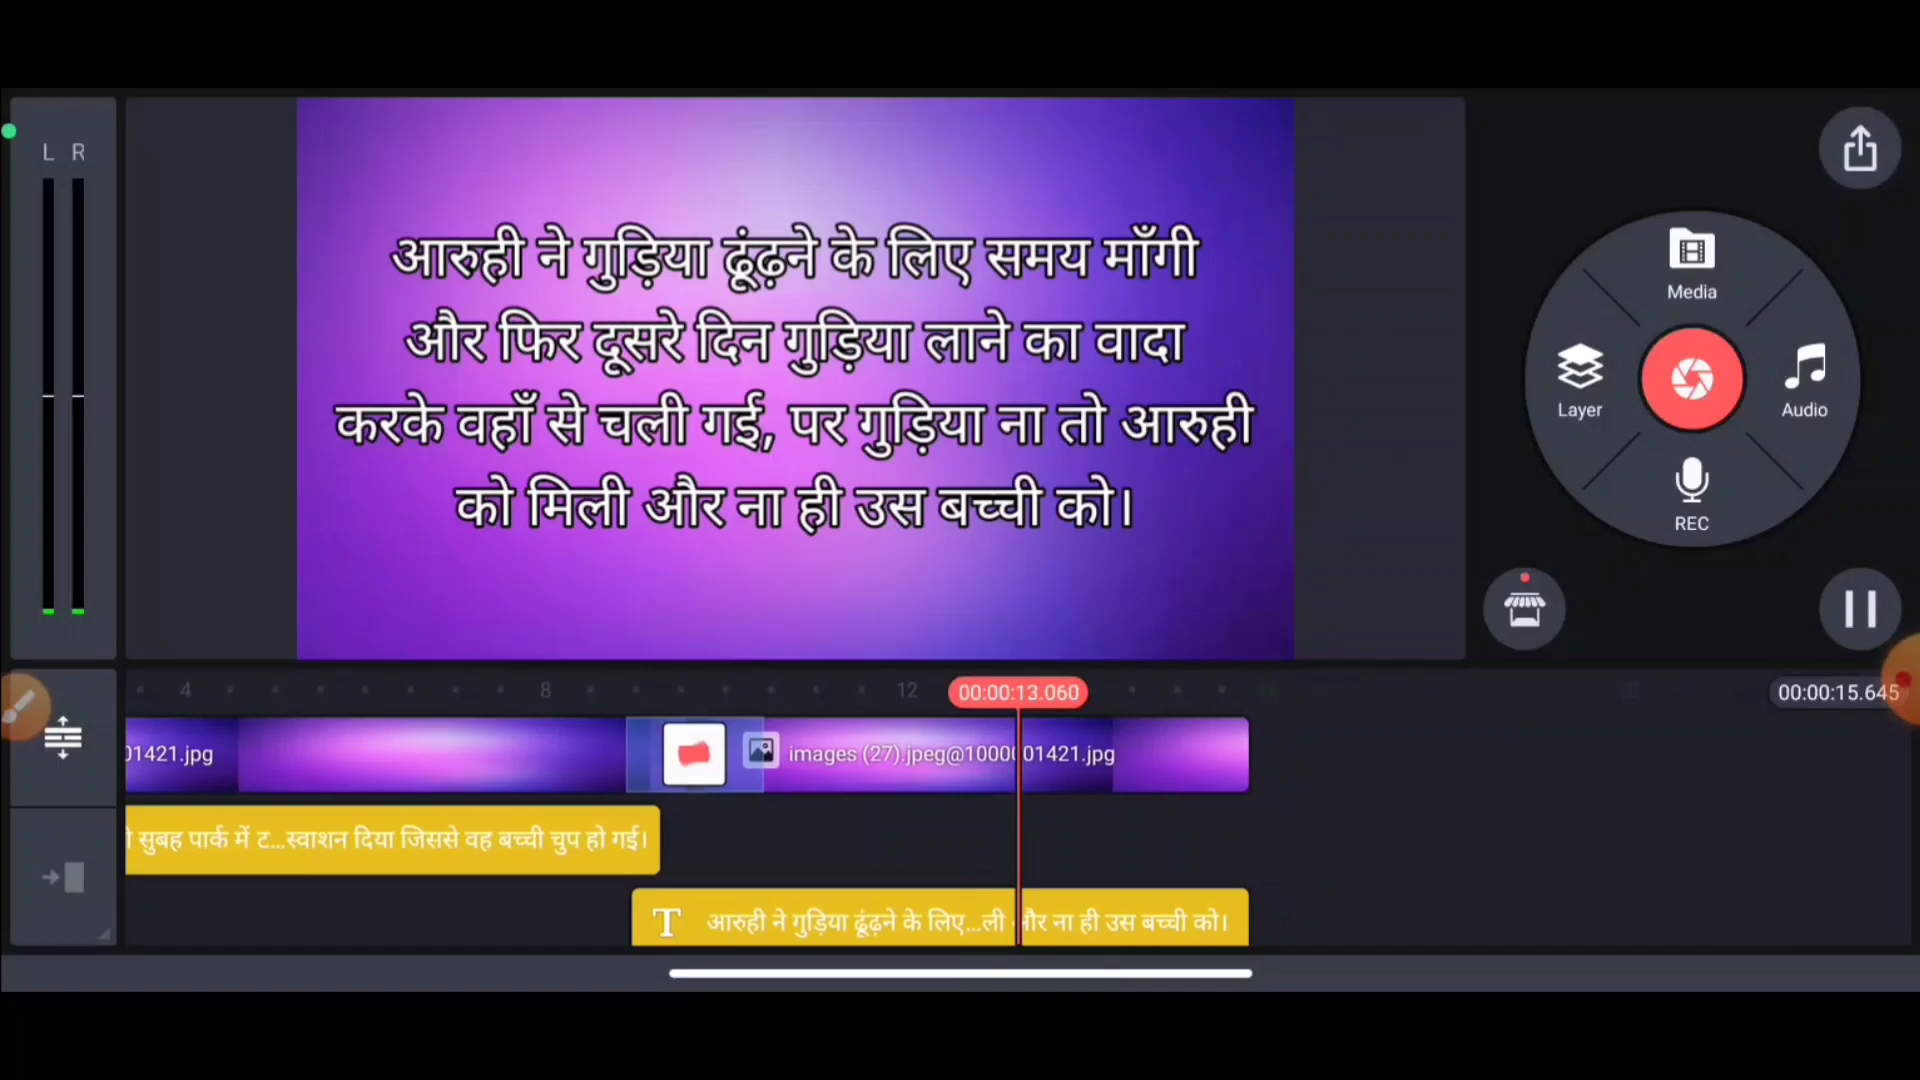 L R
आरुही ने गुड़िया ढूंढ़ने के लिए समय माँगी
और फिर दूसरे दिन गुड़िया लाने का वादा
करके वहाँ से चली गई, पर गुड़िया ना तो आरुही
को मिली और ना ही उस बच्ची को।
Media
Layer
Audio
REC
4
8
12
00:00:13.060
00:00:15.645
01421.jpg
images (27).jpeg@1000001421.jpg
सुबह पार्क में ट...स्वाशन दिया जिससे वह बच्ची चुप हो गई।
T आरुही ने गुड़िया ढूंढ़ने के लिए...ली और ना ही उस बच्ची को।